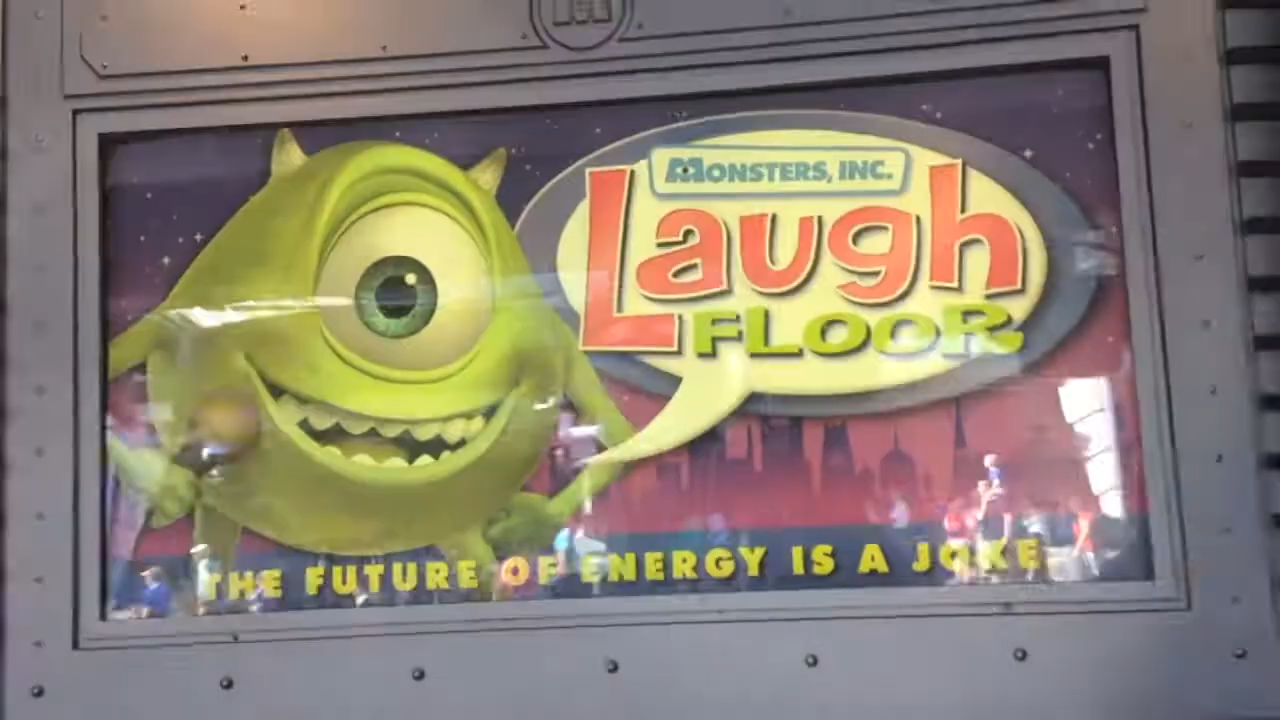 MONSTERS, INC.
Laugh
FLOOR
THE FUTURE OF ENERGY IS A JOKE